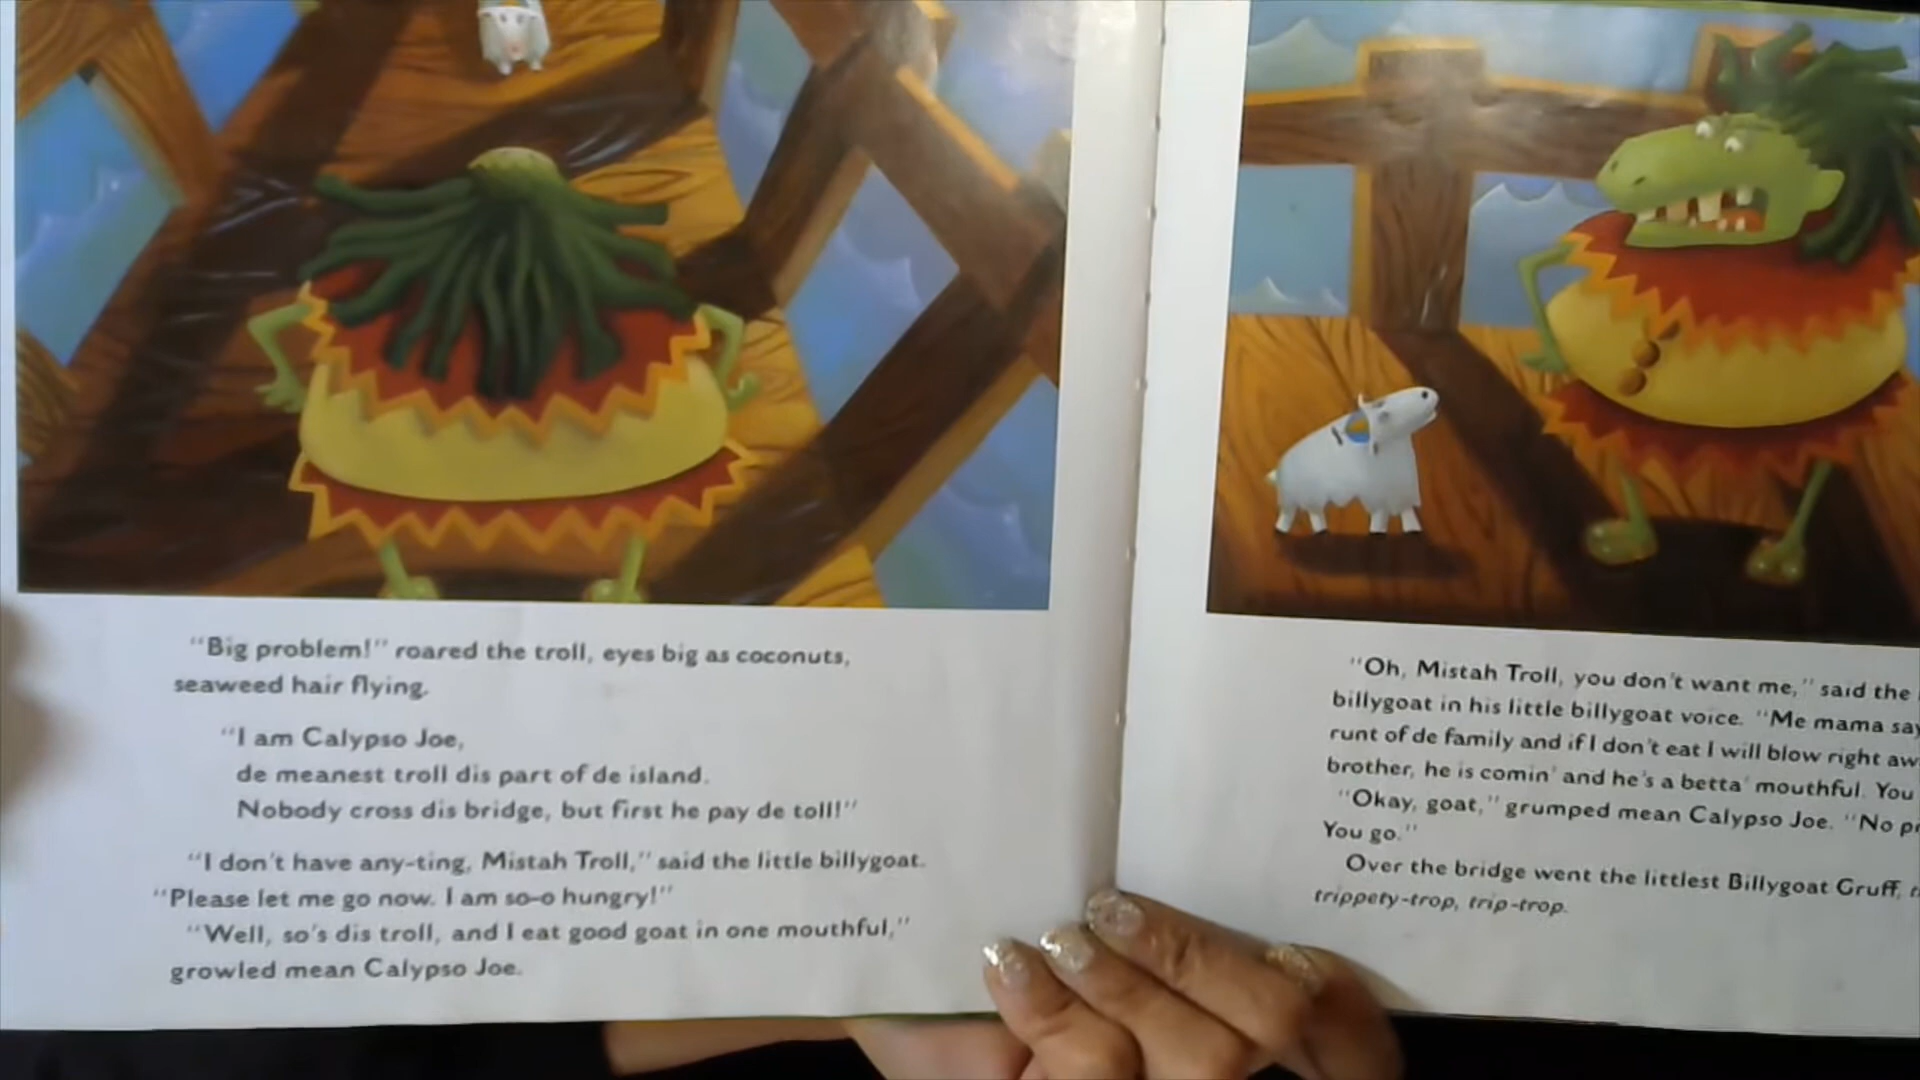 "Big problem!" roared the troll, eyes big as coconuts,
seaweed hair flying.
"I am Calypso Joe,
de meanest troll dis part of de island.
Nobody cross dis bridge, but first he pay de toll!"
"I don't have any-ting, Mistah Troll," said the little billygoat.
"Please let me go now. I am so-o hungry!"
"Well, so's dis troll, and I eat good goat in one mouthful,"
growled mean Calypso Joe.
"Oh, Mistah Troll, you don't want me," said the
billygoat in his little billygoat voice. "Me mama say
runt of de family and if I don't eat I will blow right
brother, he is comin' and he's a betta' mouthful. You
"Okay, goat," grumped mean Calypso Joe. "No
You go."
Over the bridge went the littlest Billygoat Gruff,
trippety-trop, trip-trop.